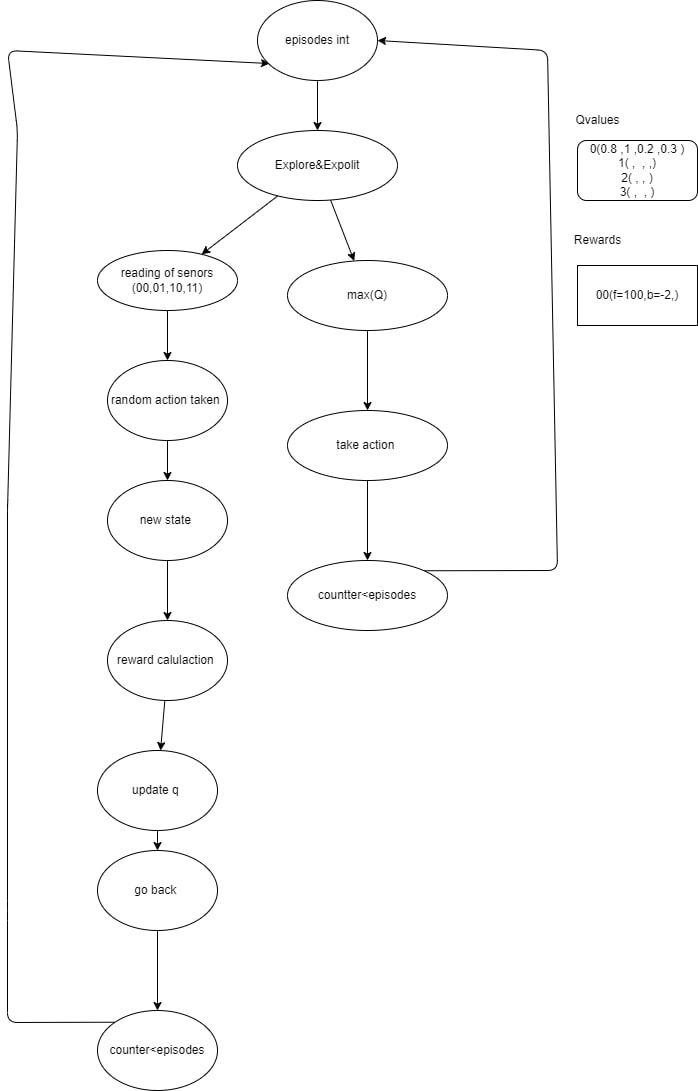 episodes int
Explore&Expolit
reading of senors
(00,01,10,11)
random action taken
new state
reward calulaction
update q
go back
counter<episodes
max(Q)
take action
countter<episodes
Qvalues
0(0.8 ,1 ,0.2 ,0.3 )
1( , , ,)
2( , , )
3( , , )
Rewards
00(f=100,b=-2,)